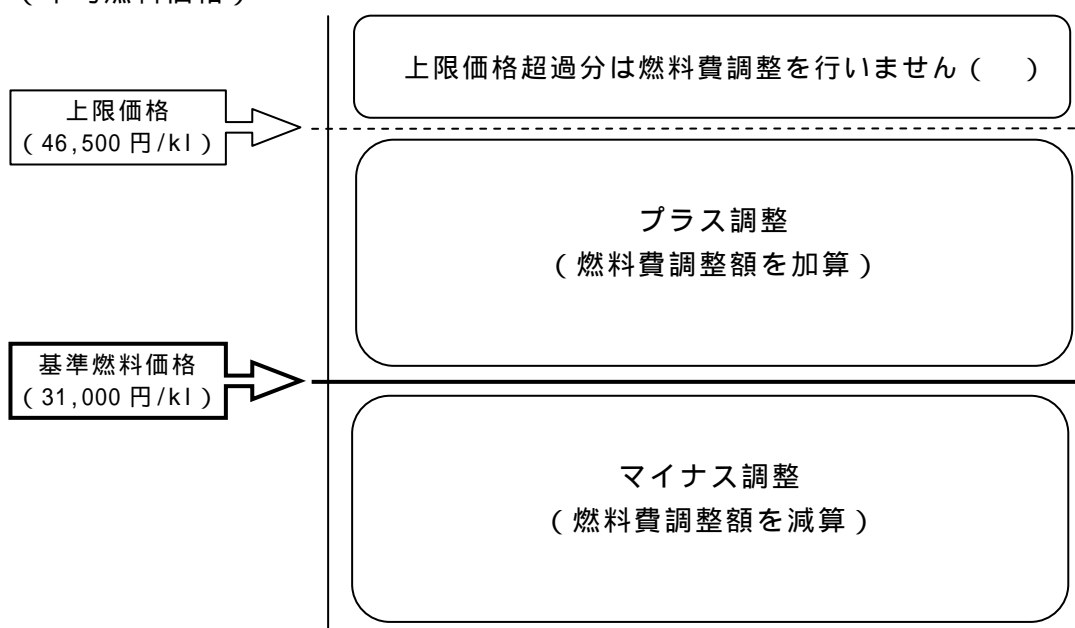 上限価格超過分は燃料費調整を行いません(　)
上限価格
(46,500円/kl)
プラス調整
(燃料費調整額を加算)
基準燃料価格
(31,000円/kl)
マイナス調整
(燃料費調整額を減算)